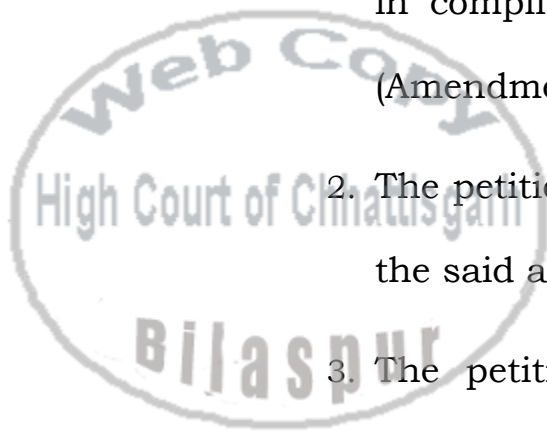 in compli
(Amendme
Web Copy
2. The petitio
High Court of Chhattisgarh
the said a
Bilaspur
3. The petiti